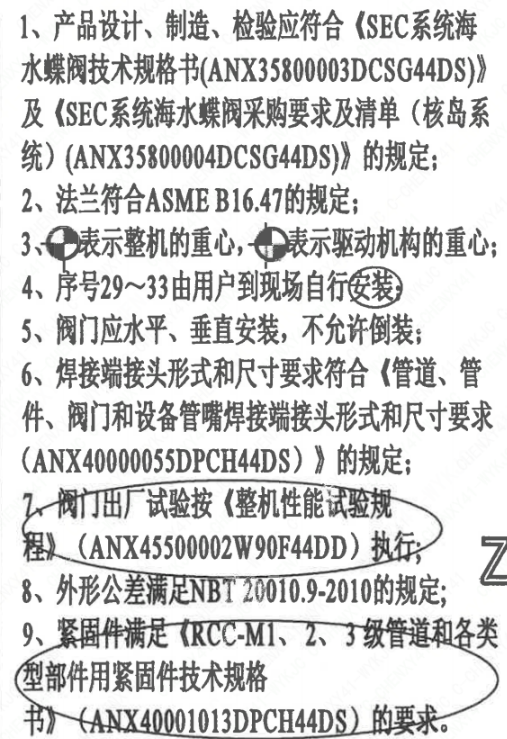 1、产品设计、制造、检验应符合《SEC系统海
水蝶阀技术规格书(ANX35800003DCSG44DS)》
及《SEC系统海水蝶阀采购要求及清单（核岛系
统）(ANX35800004DCSG44DS)》的规定；
2、法兰符合ASME B16.47的规定；
3、表示整机的重心，表示驱动机构的重心；
4、序号29～33由用户到现场自行安装；
5、阀门应水平、垂直安装，不允许倒装；
6、焊接端接头形式和尺寸要求符合《管道、管
件、阀门和设备管嘴焊接端接头形式和尺寸要求
（ANX40000055DPCH44DS）》的规定；
7、阀门出厂试验按《整机性能试验规
程》（ANX45500002W90F44DD）执行；
8、外形公差满足NBT 20010.9-2010的规定；
9、紧固件满足《RCC-M1、2、3级管道和各类
型部件用紧固件技术规格
书》（ANX40001013DPCH44DS）的要求。